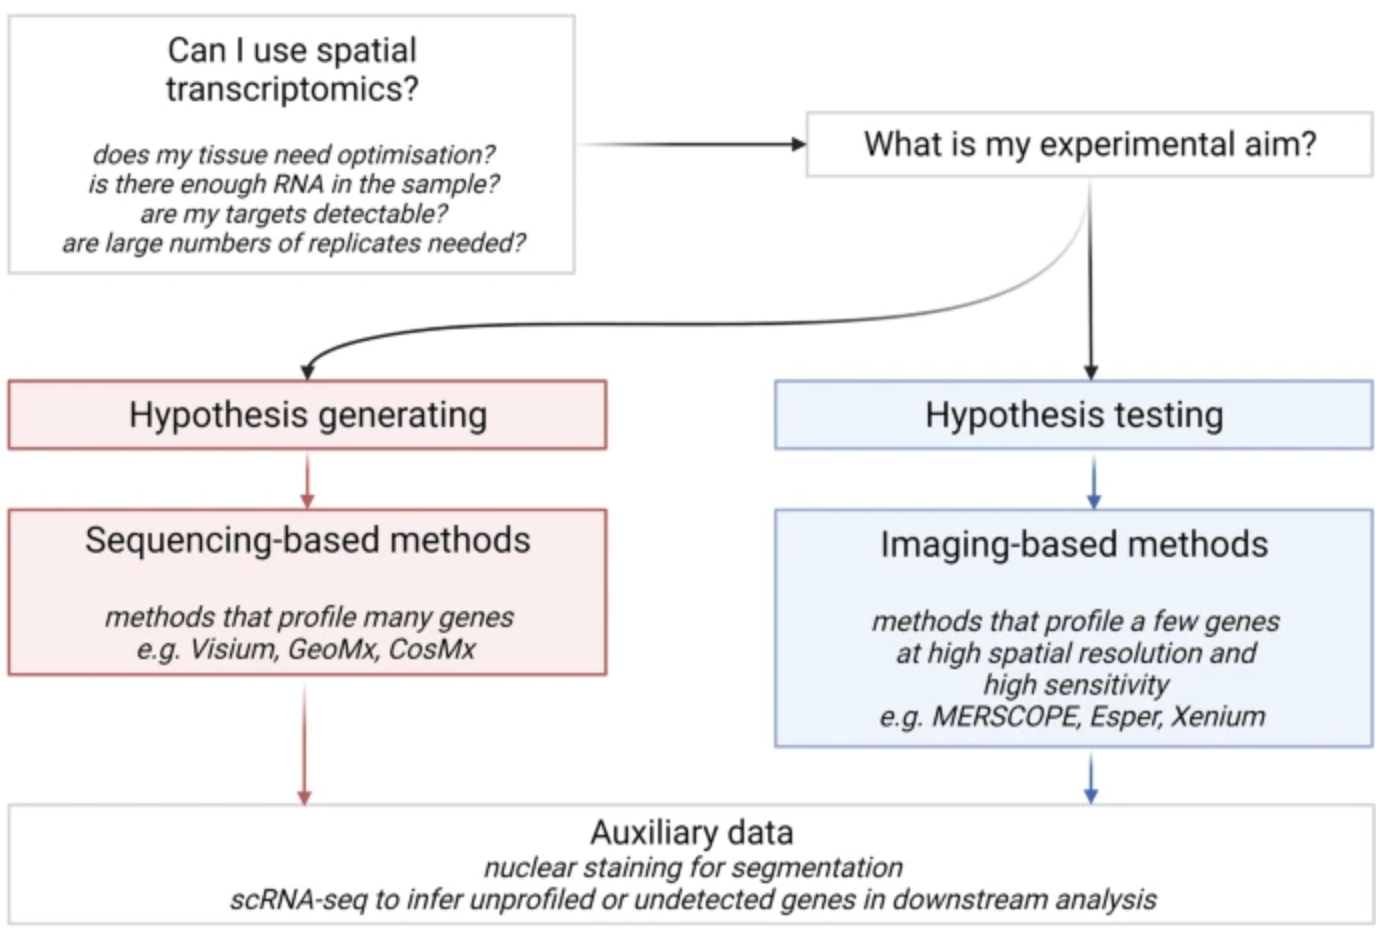 Can I use spatial
transcriptomics?
does my tissue need optimisation?
is there enough RNA in the sample?
are my targets detectable?
are large numbers of replicates needed?
What is my experimental aim?
Hypothesis generating
Hypothesis testing
Sequencing-based methods
methods that profile many genes
e.g. Visium, GeoMx, CosMx
Imaging-based methods
methods that profile a few genes
at high spatial resolution and
high sensitivity
e.g. MERSCOPE, Esper, Xenium
Auxiliary data
nuclear staining for segmentation
scRNA-seq to infer unprofiled or undetected genes in downstream analysis